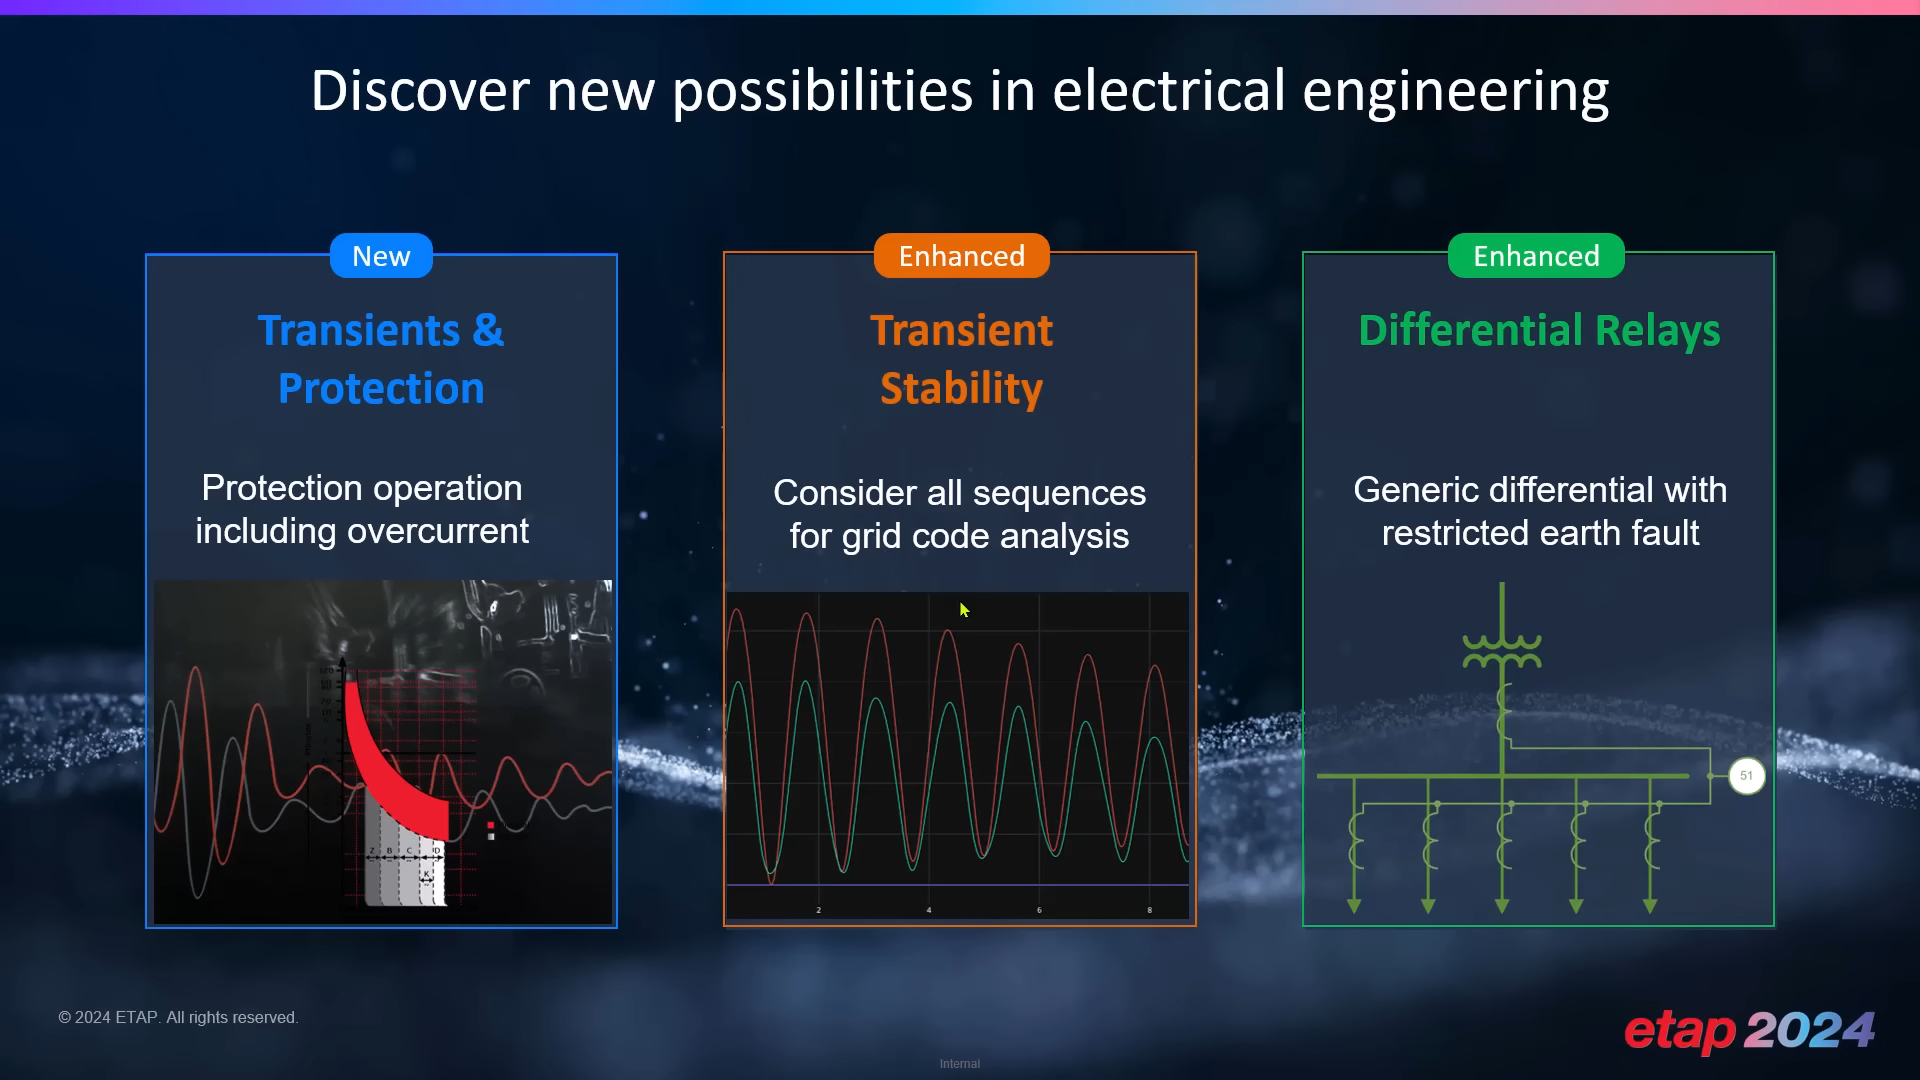 Discover new possibilities in electrical engineering
New
Transients &
Protection
Protection operation
including overcurrent
Z B C D
K
Enhanced
Transient
Stability
Consider all sequences
for grid code analysis
2 4 6 8
Enhanced
Differential Relays
Generic differential with
restricted earth fault
51
© 2024 ETAP. All rights reserved.
etap 2024
Internal